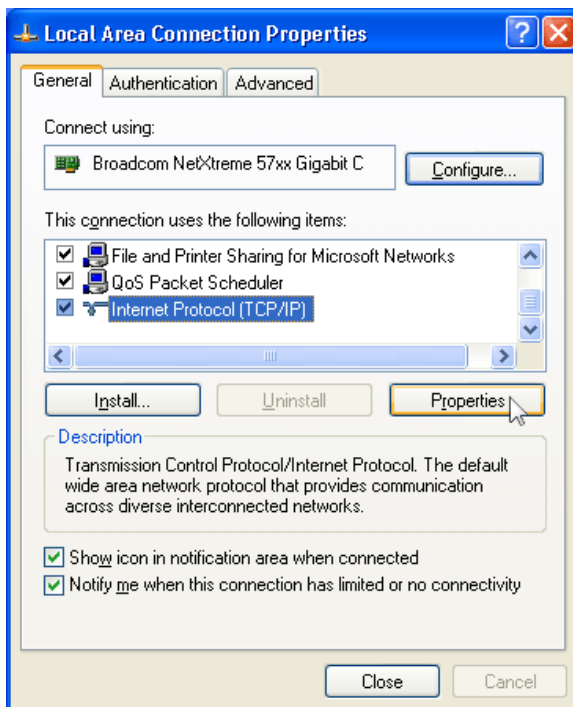 Local Area Connection Properties
General
Authentication
Advanced
Connect using:
Broadcom NetXtreme 57xx Gigabit C
Configure...
This connection uses the following items:
File and Printer Sharing for Microsoft Networks
QoS Packet Scheduler
Internet Protocol (TCP/IP)
Install...
Uninstall
Properties
Description
Transmission Control Protocol/Internet Protocol. The default
wide area network protocol that provides communication
across diverse interconnected networks.
Show icon in notification area when connected
Notify me when this connection has limited or no connectivity
Close
Cancel